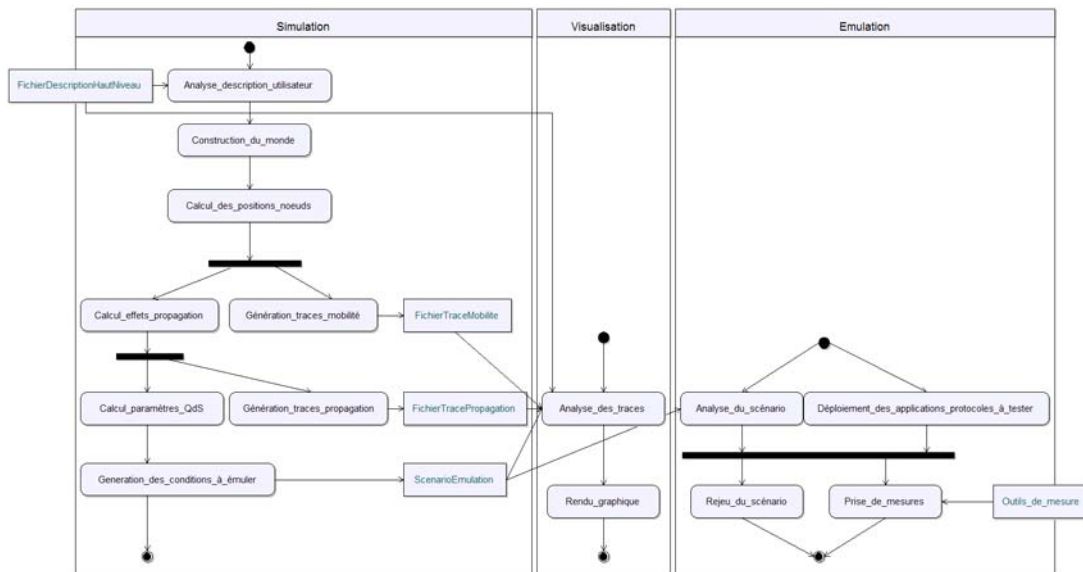 Simulation
Visualisation
Emulation
FichierDescriptionHautNiveau
Analyse_description_utilisateur
Construction_du_monde
Calcul_des_positions_noeuds
Calcul_effets_propagation
Génération_traces_mobilité
FichierTraceMobilite
Calcul_paramètres_QdS
Génération_traces_propagation
FichierTracePropagation
Analyse_des_traces
Analyse_du_scénario
Déploiement_des_applications_protocoles_à_tester
Generation_des_conditions_à_émuler
ScenarioEmulation
Rendu_graphique
Rejeu_du_scénario
Prise_de_mesures
Outils_de_mesure